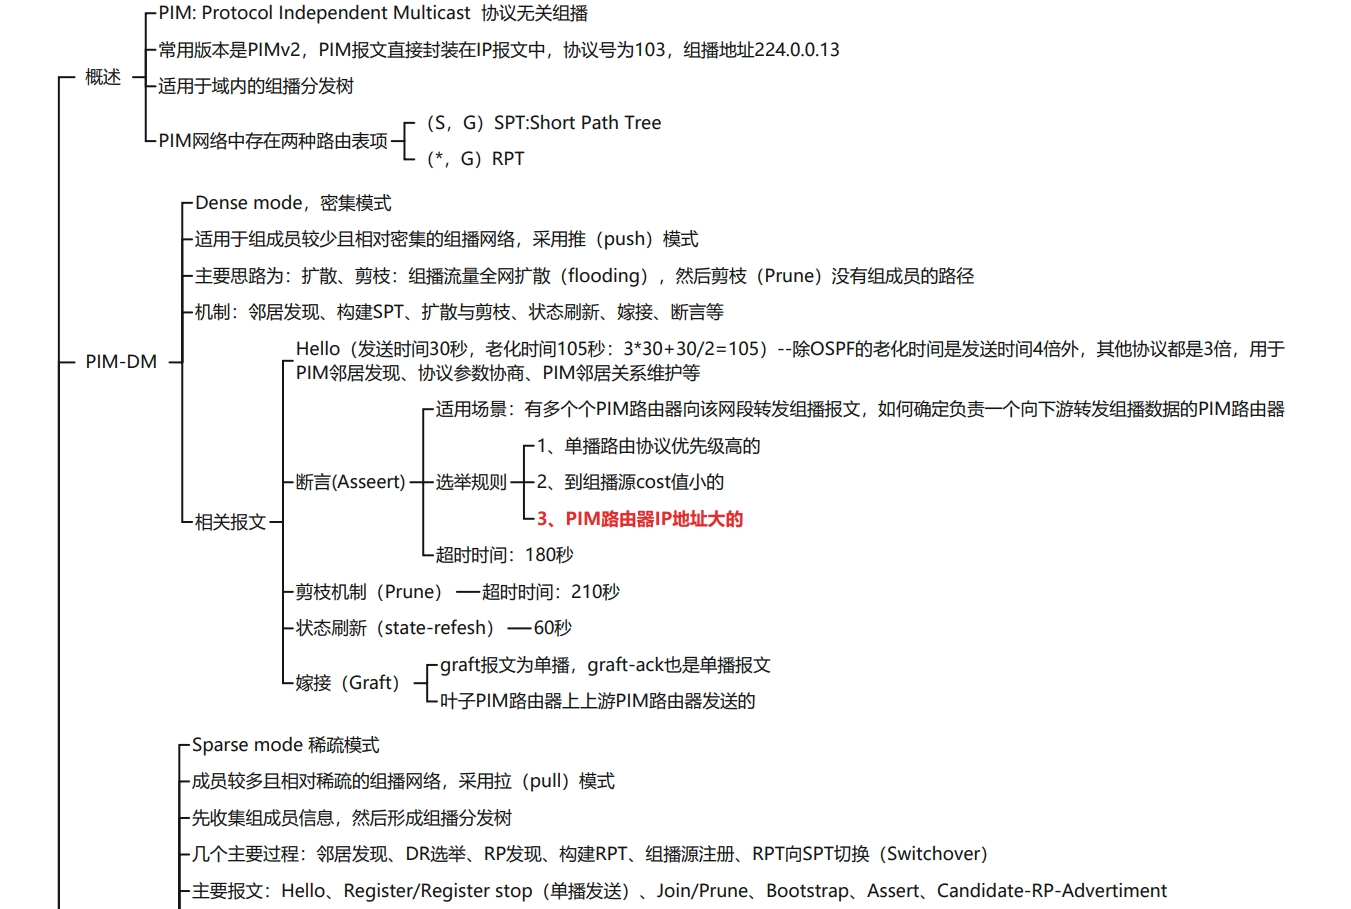 PIM: Protocol Independent Multicast 协议无关组播
常用版本是PIMv2，PIM报文直接封装在IP报文中，协议号为103，组播地址224.0.0.13
概述
适用于域内的组播分发树
（S，G）SPT:Short Path Tree
PIM网络中存在两种路由表项
（*，G）RPT
Dense mode，密集模式
适用于组成员较少且相对密集的组播网络，采用推（push）模式
主要思路为：扩散、剪枝：组播流量全网扩散（flooding），然后剪枝（Prune）没有组成员的路径
机制：邻居发现、构建SPT、扩散与剪枝、状态刷新、嫁接、断言等
PIM-DM
Hello（发送时间30秒，老化时间105秒：3*30+30/2=105）--除OSPF的老化时间是发送时间4倍外，其他协议都是3倍，用于
PIM邻居发现、协议参数协商、PIM邻居关系维护等
适用场景：有多个个PIM路由器向该网段转发组播报文，如何确定负责一个向下游转发组播数据的PIM路由器
1、单播路由协议优先级高的
断言(Asseert)
选举规则
2、到组播源cost值小的
3、PIM路由器IP地址大的
相关报文
超时时间：180秒
剪枝机制（Prune）
超时时间：210秒
状态刷新（state-refesh）
60秒
graft报文为单播，graft-ack也是单播报文
嫁接（Graft）
叶子PIM路由器上上游PIM路由器发送的
Sparse mode 稀疏模式
成员较多且相对稀疏的组播网络，采用拉（pull）模式
先收集组成员信息，然后形成组播分发树
几个主要过程：邻居发现、DR选举、RP发现、构建RPT、组播源注册、RPT向SPT切换（Switchover）
主要报文：Hello、Register/Register stop（单播发送）、Join/Prune、Bootstrap、Assert、Candidate-RP-Advertiment